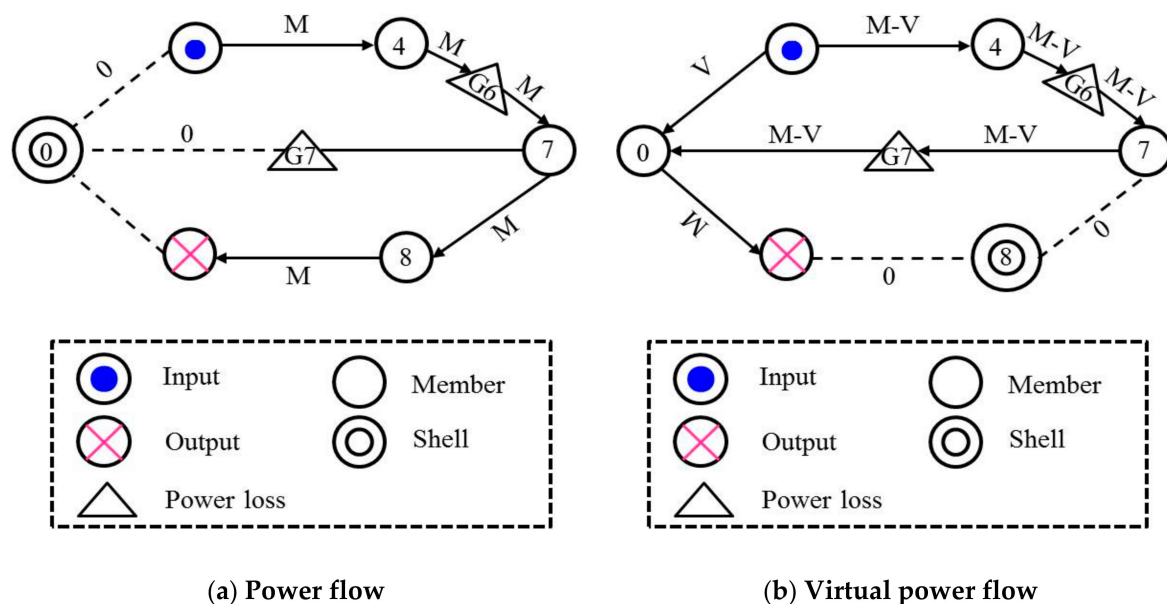 M
4
M
G6
M
0
0
0
G7
7
M
8
M
Input
Member
Output
Shell
Power loss
(a) Power flow
M-V
4
M-V
G6
M-V
V
0
M-V
G7
M-V
7
M
0
8
0
Input
Member
Output
Shell
Power loss
(b) Virtual power flow